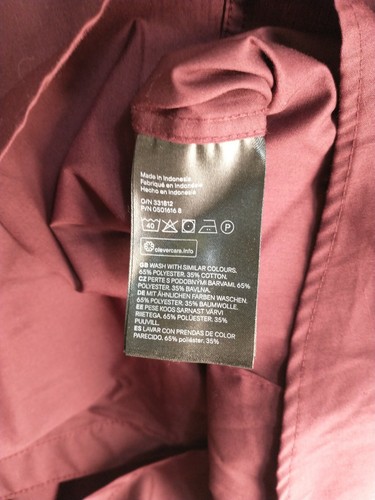 Made in Indonesia
Fabriqué en Indonésie
Hecho en Indonesia
O/N 331812
P/N 0501616 8
40 P
clevercare.info
GB WASH WITH SIMILAR COLOURS.
65% POLYESTER. 35% COTTON.
CZ PERTE S PODOBNÝMI BARVAMI. 65%
POLYESTER. 35% BAVLNA.
DE MIT ÄHNLICHEN FARBEN WASCHEN.
65% POLYESTER. 35% BAUMWOLLE.
EE PESE KOOS SARNAST VÄRVI
RIIETEGA. 65% POLÜESTER. 35%
PUUVILL.
ES LAVAR CON PRENDAS DE COLOR
PARECIDO. 65% poliéster. 35%